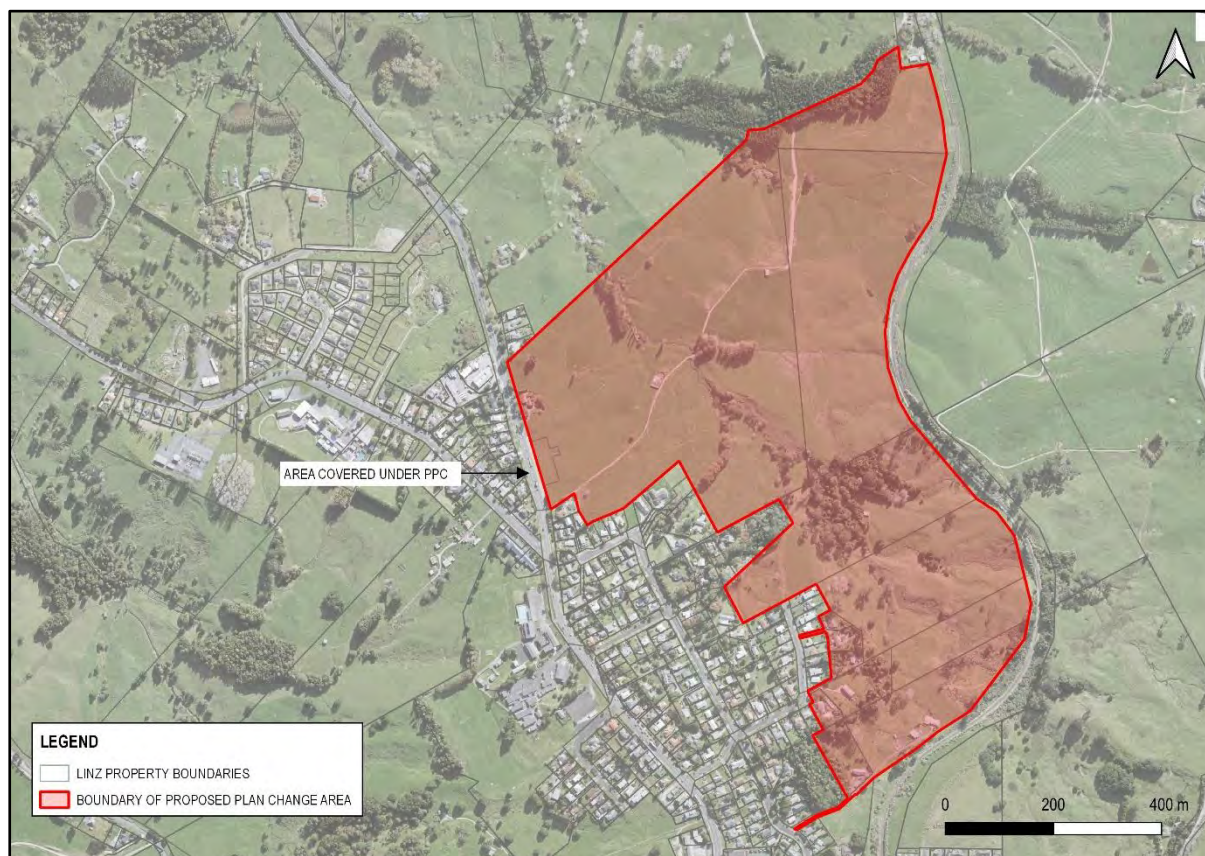 AREA COVERED UNDER PPC
LEGEND
LINZ PROPERTY BOUNDARIES
BOUNDARY OF PROPOSED PLAN CHANGE AREA
0 200 400 m